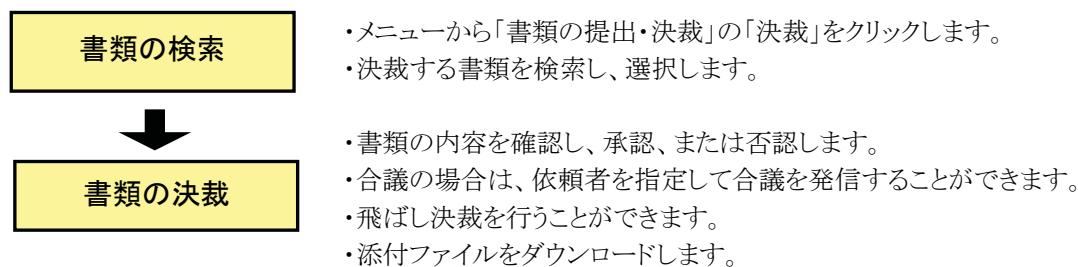 書類の検索
・メニューから「書類の提出・決裁」の「決裁」をクリックします。
・決裁する書類を検索し、選択します。
書類の決裁
・書類の内容を確認し、承認、または否認します。
・合議の場合は、依頼者を指定して合議を発信することができます。
・飛ばし決裁を行うことができます。
・添付ファイルをダウンロードします。